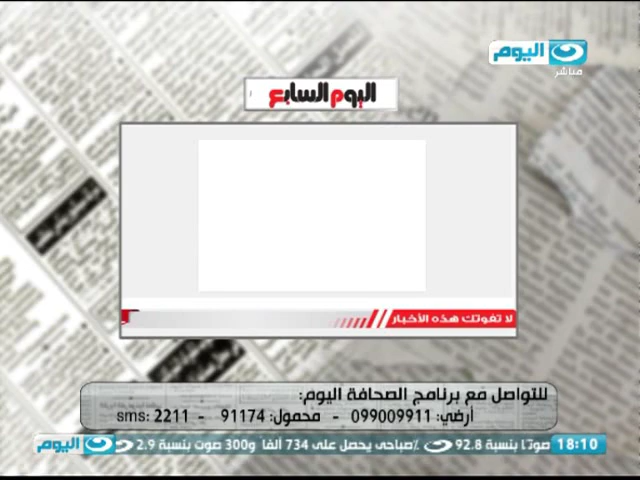 اليوم
مباشر
اليوم السابع
لا تفوتك هذه الأخبار
للتواصل مع برنامج الصحافة اليوم:
أرضي: 099009911 - محمول: 91174 - sms: 2211
18:10 صوتا بنسبة 92.8 ٪صباحى يحصل على 734 ألفا و300 صوت بنسبة 2.9 اليوم